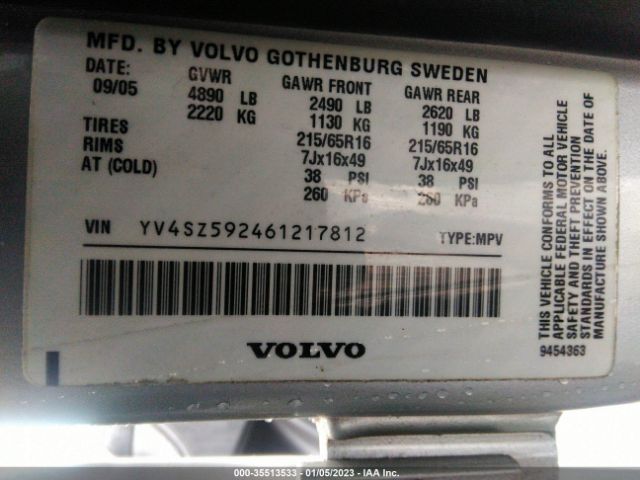 MFD. BY VOLVO GOTHENBURG SWEDEN
DATE: GVWR GAWR FRONT GAWR REAR
09/05 4890 LB 2490 LB 2620 LB
2220 KG 1130 KG 1190 KG
TIRES 215/65R16 215/65R16
RIMS 7Jx16x49 7Jx16x49
AT (COLD) 38 PSI 38 PSI
260 KPa 260 KPa
VIN YV4SZ592461217812 TYPE:MPV
VOLVO
THIS VEHICLE CONFORMS TO ALL
APPLICABLE FEDERAL MOTOR VEHICLE
SAFETY AND THEFT PREVENTION
STANDARDS IN EFFECT ON THE DATE OF
MANUFACTURE SHOWN ABOVE.
9454363
000-35513533 - 01/05/2023 - IAA Inc.